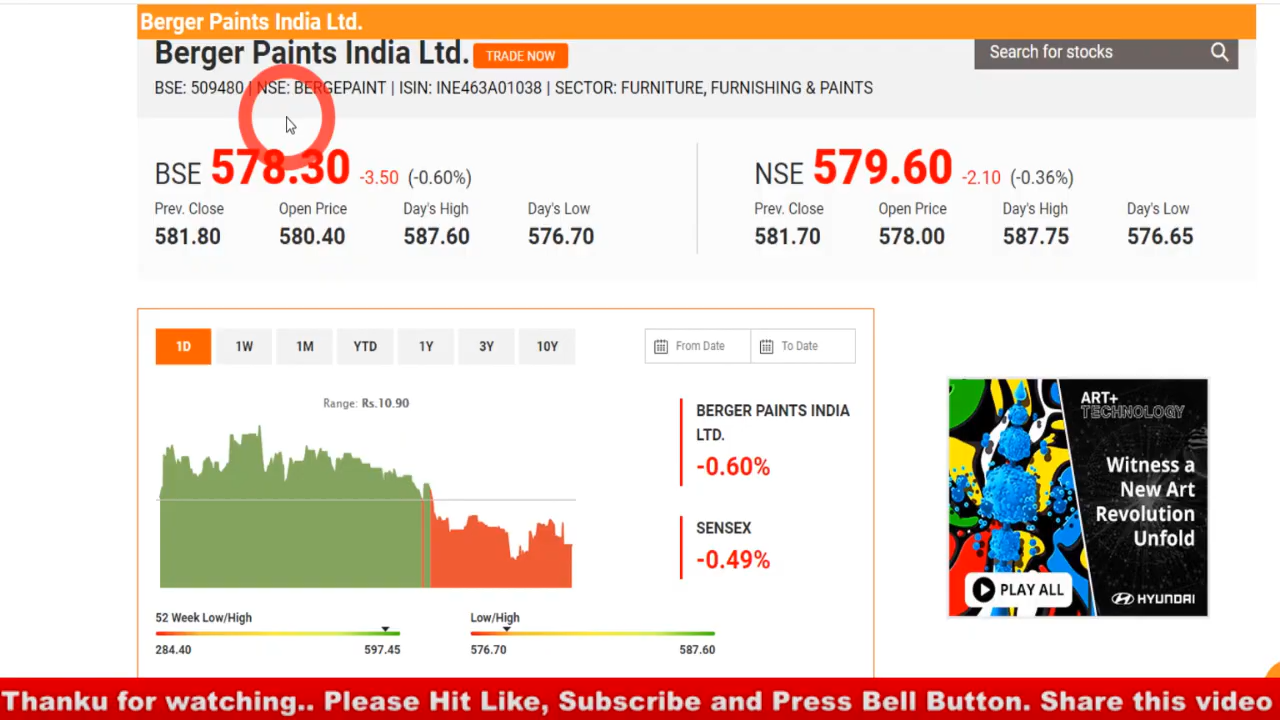 Berger Paints India Ltd.
Berger Paints India Ltd. TRADE NOW
Search for stocks
BSE: 509480 | NSE: BERGEPAINT | ISIN: INE463A01038 | SECTOR: FURNITURE, FURNISHING & PAINTS
BSE 578.30 -3.50 (-0.60%)
Prev. Close Open Price Day's High Day's Low
581.80 580.40 587.60 576.70
NSE 579.60 -2.10 (-0.36%)
Prev. Close Open Price Day's High Day's Low
581.70 578.00 587.75 576.65
1D 1W 1M YTD 1Y 3Y 10Y
From Date To Date
Range: Rs.10.90
BERGER PAINTS INDIA
LTD.
-0.60%
SENSEX
-0.49%
52 Week Low/High
284.40 597.45
Low/High
576.70 587.60
ART+
TECHNOLOGY
Witness a
New Art
Revolution
Unfold
PLAY ALL
HYUNDAI
Thanku for watching.. Please Hit Like, Subscribe and Press Bell Button. Share this video